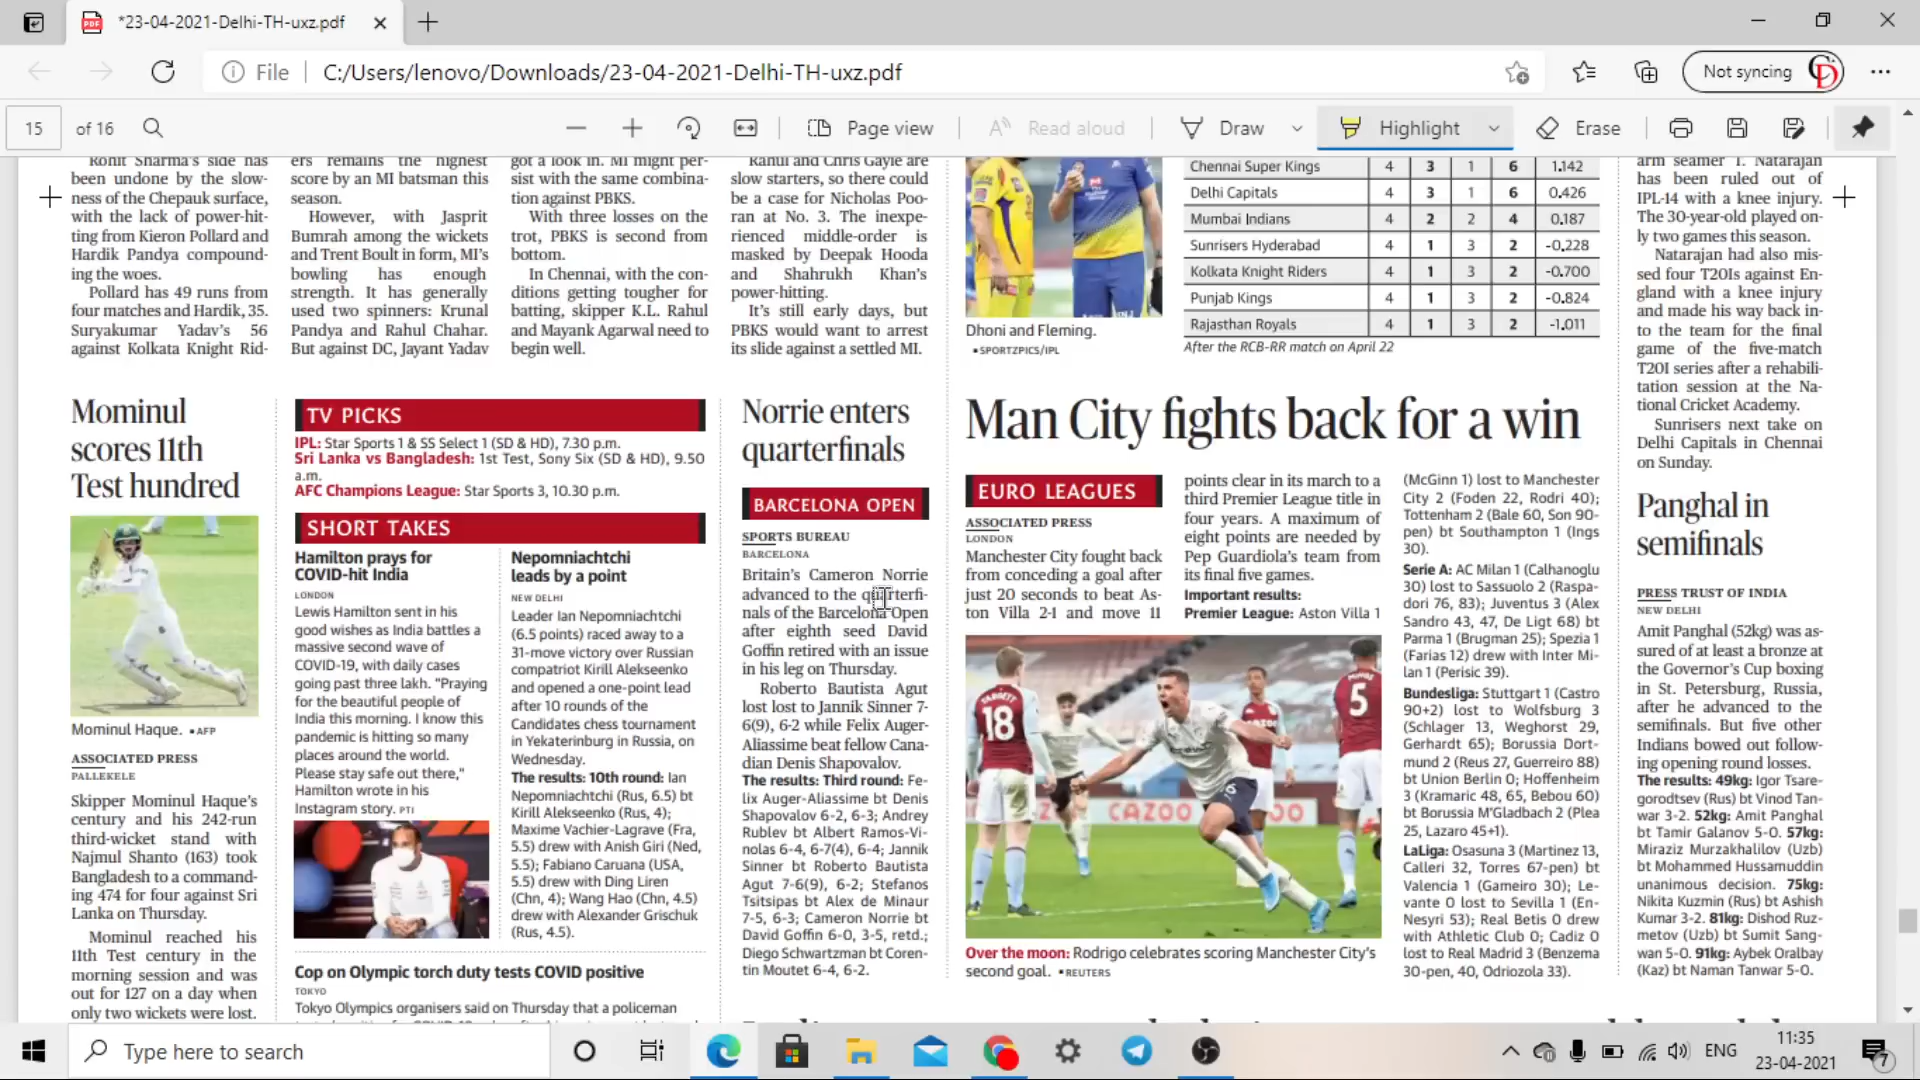 *23-04-2021-Delhi-TH-uxz.pdf
File
C:/Users/lenovo/Downloads/23-04-2021-Delhi-TH-uxz.pdf
Not syncing
15 of 16
Page view
Read aloud
Draw
Highlight
Erase
Rohit Sharma's side has
been undone by the slow-
ness of the Chepauk surface,
with the lack of power-hit-
ting from Kieron Pollard and
Hardik Pandya compound-
ing the woes.
Pollard has 49 runs from
four matches and Hardik, 35.
Suryakumar Yadav's 56
against Kolkata Knight Rid-
ers remains the highest
score by an MI batsman this
season.
However, with Jasprit
Bumrah among the wickets
and Trent Boult in form, MI's
bowling has enough
strength. It has generally
used two spinners: Krunal
Pandya and Rahul Chahar.
But against DC, Jayant Yadav
got a look in. MI might per-
sist with the same combina-
tion against PBKS.
With three losses on the
trot, PBKS is second from
bottom.
In Chennai, with the con-
ditions getting tougher for
batting, skipper K.L. Rahul
and Mayank Agarwal need to
begin well.
Rahul and Chris Gayle are
slow starters, so there could
be a case for Nicholas Poo-
ran at No. 3. The inexpe-
rienced middle-order is
masked by Deepak Hooda
and Shahrukh Khan's
power-hitting.
It's still early days, but
PBKS would want to arrest
its slide against a settled MI.
Dhoni and Fleming.
▪ SPORTZPICS/IPL
Chennai Super Kings 4 3 1 6 1.142
Delhi Capitals 4 3 1 6 0.426
Mumbai Indians 4 2 2 4 0.187
Sunrisers Hyderabad 4 1 3 2 -0.228
Kolkata Knight Riders 4 1 3 2 -0.700
Punjab Kings 4 1 3 2 -0.824
Rajasthan Royals 4 1 3 2 -1.011
After the RCB-RR match on April 22
arm seamer T. Natarajan
has been ruled out of
IPL-14 with a knee injury.
The 30-year-old played on-
ly two games this season.
Natarajan had also mis-
sed four T20Is against En-
gland with a knee injury
and made his way back in-
to the team for the final
game of the five-match
T20I series after a rehabili-
tation session at the Na-
tional Cricket Academy.
Sunrisers next take on
Delhi Capitals in Chennai
on Sunday.
Mominul
scores 11th
Test hundred
Mominul Haque. ▪ AFP
ASSOCIATED PRESS
PALLEKELE
Skipper Mominul Haque's
century and his 242-run
third-wicket stand with
Najmul Shanto (163) took
Bangladesh to a command-
ing 474 for four against Sri
Lanka on Thursday.
Mominul reached his
11th Test century in the
morning session and was
out for 127 on a day when
only two wickets were lost.
TV PICKS
IPL: Star Sports 1 & SS Select 1 (SD & HD), 7.30 p.m.
Sri Lanka vs Bangladesh: 1st Test, Sony Six (SD & HD), 9.50
a.m.
AFC Champions League: Star Sports 3, 10.30 p.m.
SHORT TAKES
Hamilton prays for
COVID-hit India
LONDON
Lewis Hamilton sent in his
good wishes as India battles a
massive second wave of
COVID-19, with daily cases
going past three lakh. "Praying
for the beautiful people of
India this morning. I know this
pandemic is hitting so many
places around the world.
Please stay safe out there,"
Hamilton wrote in his
Instagram story. PTI
Nepomniachtchi
leads by a point
NEW DELHI
Leader Ian Nepomniachtchi
(6.5 points) raced away to a
31-move victory over Russian
compatriot Kirill Alekseenko
and opened a one-point lead
after 10 rounds of the
Candidates chess tournament
in Yekaterinburg in Russia, on
Wednesday.
The results: 10th round: Ian
Nepomniachtchi (Rus, 6.5) bt
Kirill Alekseenko (Rus, 4);
Maxime Vachier-Lagrave (Fra,
5.5) drew with Anish Giri (Ned,
5.5); Fabiano Caruana (USA,
5.5) drew with Ding Liren
(Chn, 4); Wang Hao (Chn, 4.5)
drew with Alexander Grischuk
(Rus, 4.5).
Cop on Olympic torch duty tests COVID positive
TOKYO
Tokyo Olympics organisers said on Thursday that a policeman
Norrie enters
quarterfinals
BARCELONA OPEN
SPORTS BUREAU
BARCELONA
Britain's Cameron Norrie
advanced to the quarterfi-
nals of the Barcelona Open
after eighth seed David
Goffin retired with an issue
in his leg on Thursday.
Roberto Bautista Agut
lost lost to Jannik Sinner 7-
6(9), 6-2 while Felix Auger-
Aliassime beat fellow Cana-
dian Denis Shapovalov.
The results: Third round: Fe-
lix Auger-Aliassime bt Denis
Shapovalov 6-2, 6-3; Andrey
Rublev bt Albert Ramos-Vi-
nolas 6-4, 6-7(4), 6-4; Jannik
Sinner bt Roberto Bautista
Agut 7-6(9), 6-2; Stefanos
Tsitsipas bt Alex de Minaur
7-5, 6-3; Cameron Norrie bt
David Goffin 6-0, 3-5, retd.;
Diego Schwartzman bt Coren-
tin Moutet 6-4, 6-2.
Man City fights back for a win
EURO LEAGUES
ASSOCIATED PRESS
LONDON
Manchester City fought back
from conceding a goal after
just 20 seconds to beat As-
ton Villa 2-1 and move 11
points clear in its march to a
third Premier League title in
four years. A maximum of
eight points are needed by
Pep Guardiola's team from
its final five games.
Important results:
Premier League: Aston Villa 1
(McGinn 1) lost to Manchester
City 2 (Foden 22, Rodri 40);
Tottenham 2 (Bale 60, Son 90-
pen) bt Southampton 1 (Ings
30).
Serie A: AC Milan 1 (Calhanoglu
30) lost to Sassuolo 2 (Raspa-
dori 76, 83); Juventus 3 (Alex
Sandro 43, 47, De Ligt 68) bt
Parma 1 (Brugman 25); Spezia 1
(Farias 12) drew with Inter Mi-
lan 1 (Perisic 39).
Bundesliga: Stuttgart 1 (Castro
90+2) lost to Wolfsburg 3
(Schlager 13, Weghorst 29,
Gerhardt 65); Borussia Dort-
mund 2 (Reus 27, Guerreiro 88)
bt Union Berlin 0; Hoffenheim
3 (Kramaric 48, 65, Bebou 60)
bt Borussia M'Gladbach 2 (Plea
25, Lazaro 45+1).
LaLiga: Osasuna 3 (Martinez 13,
Calleri 32, Torres 67-pen) bt
Valencia 1 (Gameiro 30); Le-
vante 0 lost to Sevilla 1 (En-
Nesyri 53); Real Betis 0 drew
with Athletic Club 0; Cadiz 0
lost to Real Madrid 3 (Benzema
30-pen, 40, Odriozola 33).
18
5
CAZOO
Over the moon: Rodrigo celebrates scoring Manchester City's
second goal. ▪ REUTERS
Panghal in
semifinals
PRESS TRUST OF INDIA
NEW DELHI
Amit Panghal (52kg) was as-
sured of at least a bronze at
the Governor's Cup boxing
in St. Petersburg, Russia,
after he advanced to the
semifinals. But five other
Indians bowed out follow-
ing opening round losses.
The results: 49kg: Igor Tsare-
gorodtsev (Rus) bt Vinod Tan-
war 3-2. 52kg: Amit Panghal
bt Tamir Galanov 5-0. 57kg:
Miraziz Murzakhalilov (Uzb)
bt Mohammed Hussamuddin
unanimous decision. 75kg:
Nikita Kuzmin (Rus) bt Ashish
Kumar 3-2. 81kg: Dishod Ruz-
metov (Uzb) bt Sumit Sang-
wan 5-0. 91kg: Aybek Oralbay
(Kaz) bt Naman Tanwar 5-0.
Type here to search
ENG
11:35
23-04-2021
7